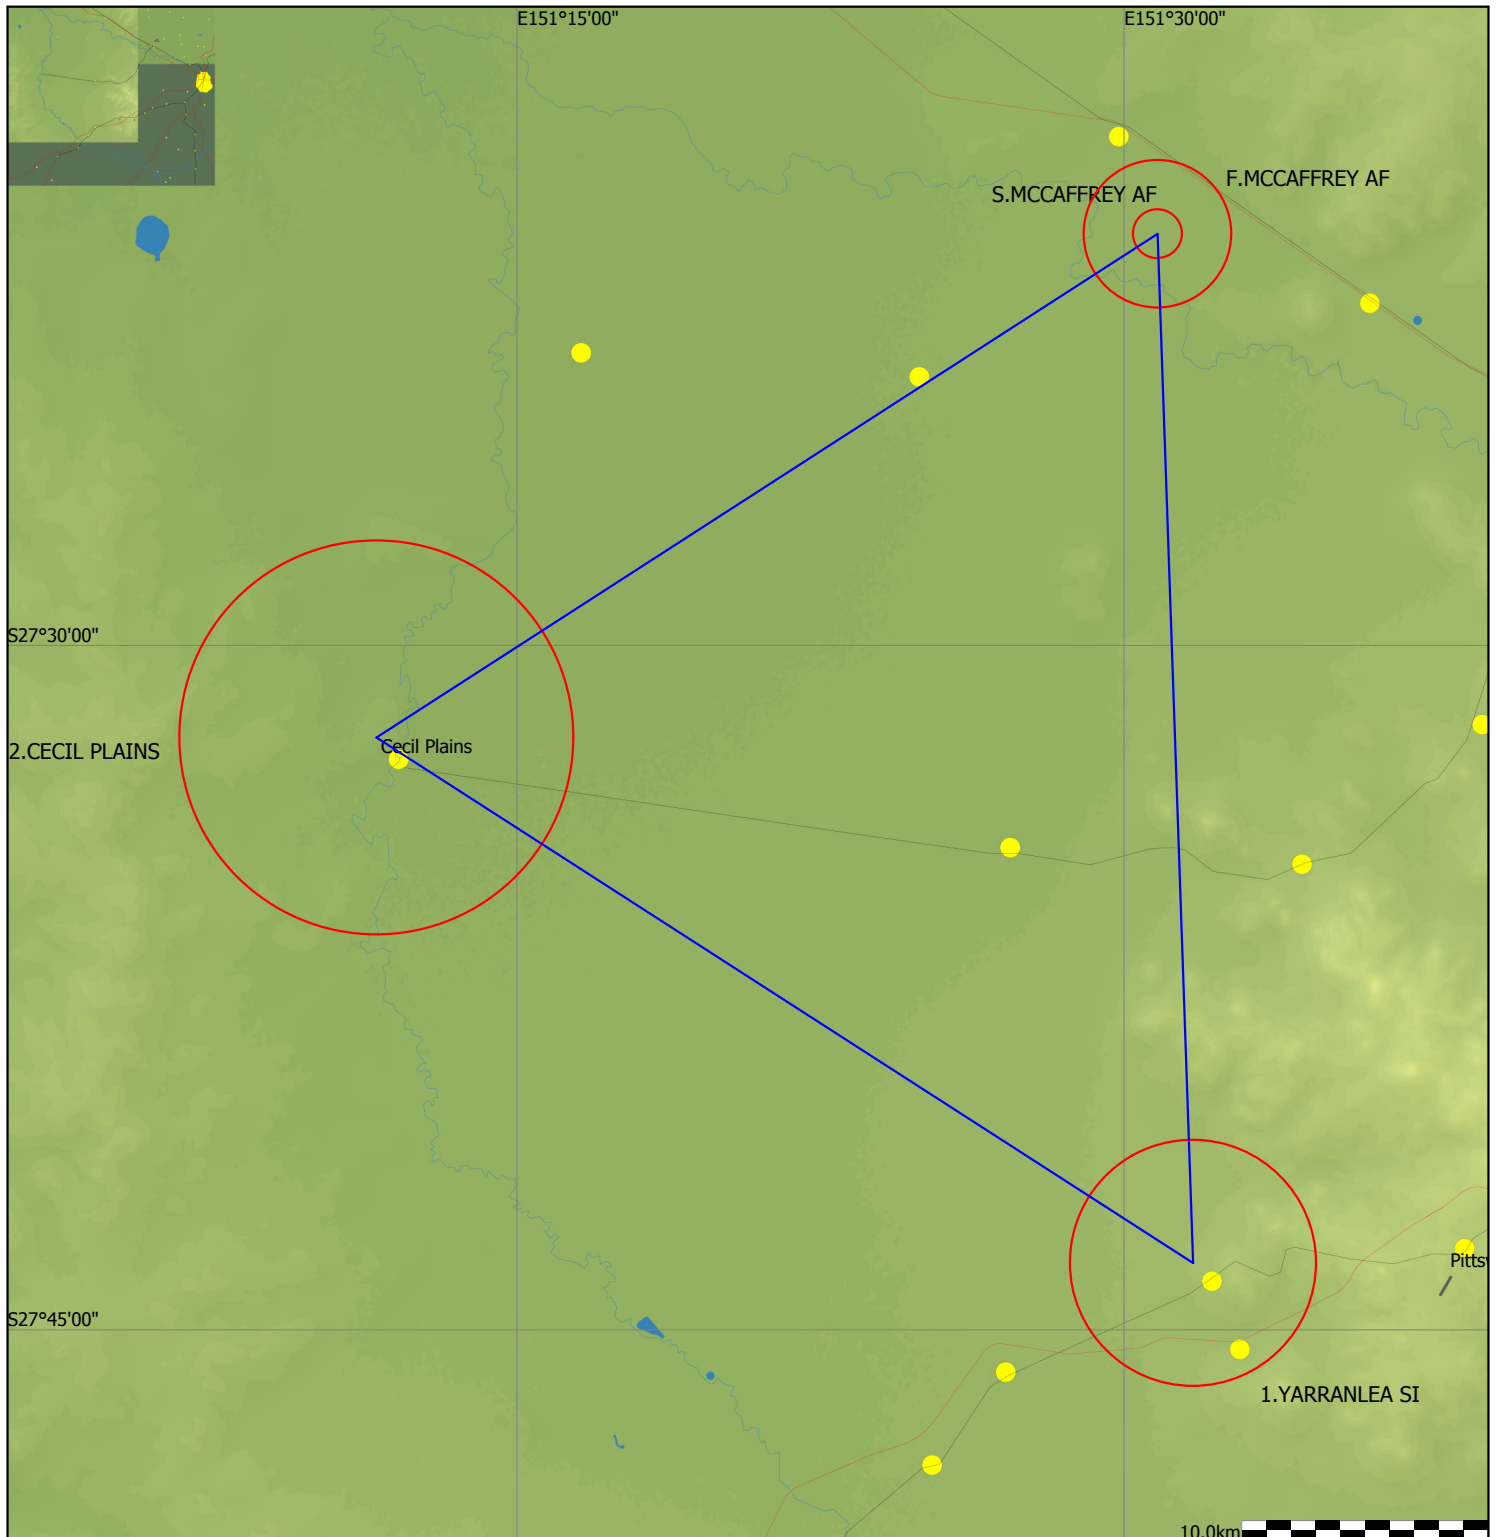 E151°15'00"
E151°30'00"
F.MCCAFFREY AF
S.MCCAFFREY AF
S27°30'00"
Cecil Plains
2.CECIL PLAINS
Pitts
S27°45'00"
1.YARRANLEA SI
10.0km